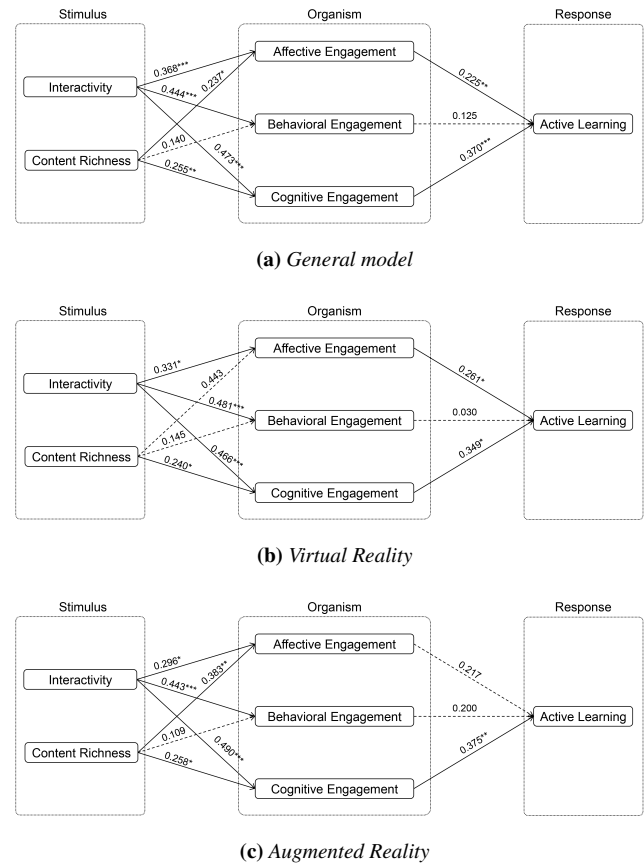 Stimulus Organism Response
Affective Engagement
0.368***
0.237*
0.225**
Interactivity
0.444***
Behavioral Engagement
0.125
Active Learning
0.140
0.473***
0.370***
Content Richness
0.255**
Cognitive Engagement
(a) General model
Stimulus Organism Response
Affective Engagement
0.331*
0.443
0.261*
Interactivity
0.481***
Behavioral Engagement
0.030
Active Learning
0.145
0.466***
0.349*
Content Richness
0.240*
Cognitive Engagement
(b) Virtual Reality
Stimulus Organism Response
Affective Engagement
0.296*
0.383**
0.217
Interactivity
0.443***
Behavioral Engagement
0.200
Active Learning
0.109
0.490***
0.375**
Content Richness
0.258*
Cognitive Engagement
(c) Augmented Reality